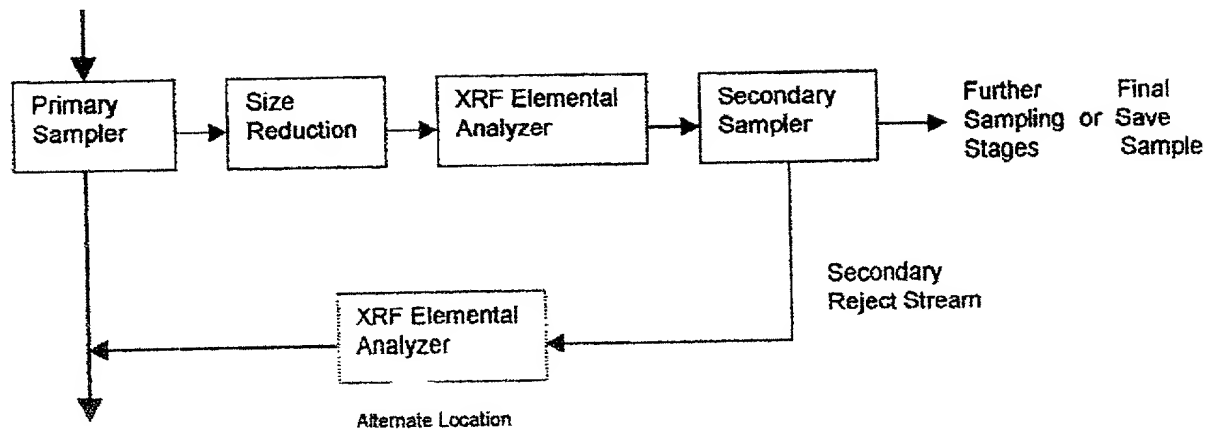 Primary
Sampler
Size
Reduction
XRF Elemental
Analyzer
Secondary
Sampler
Further Final
Sampling or Save
Stages Sample
Secondary
Reject Stream
XRF Elemental
Analyzer
Alternate Location